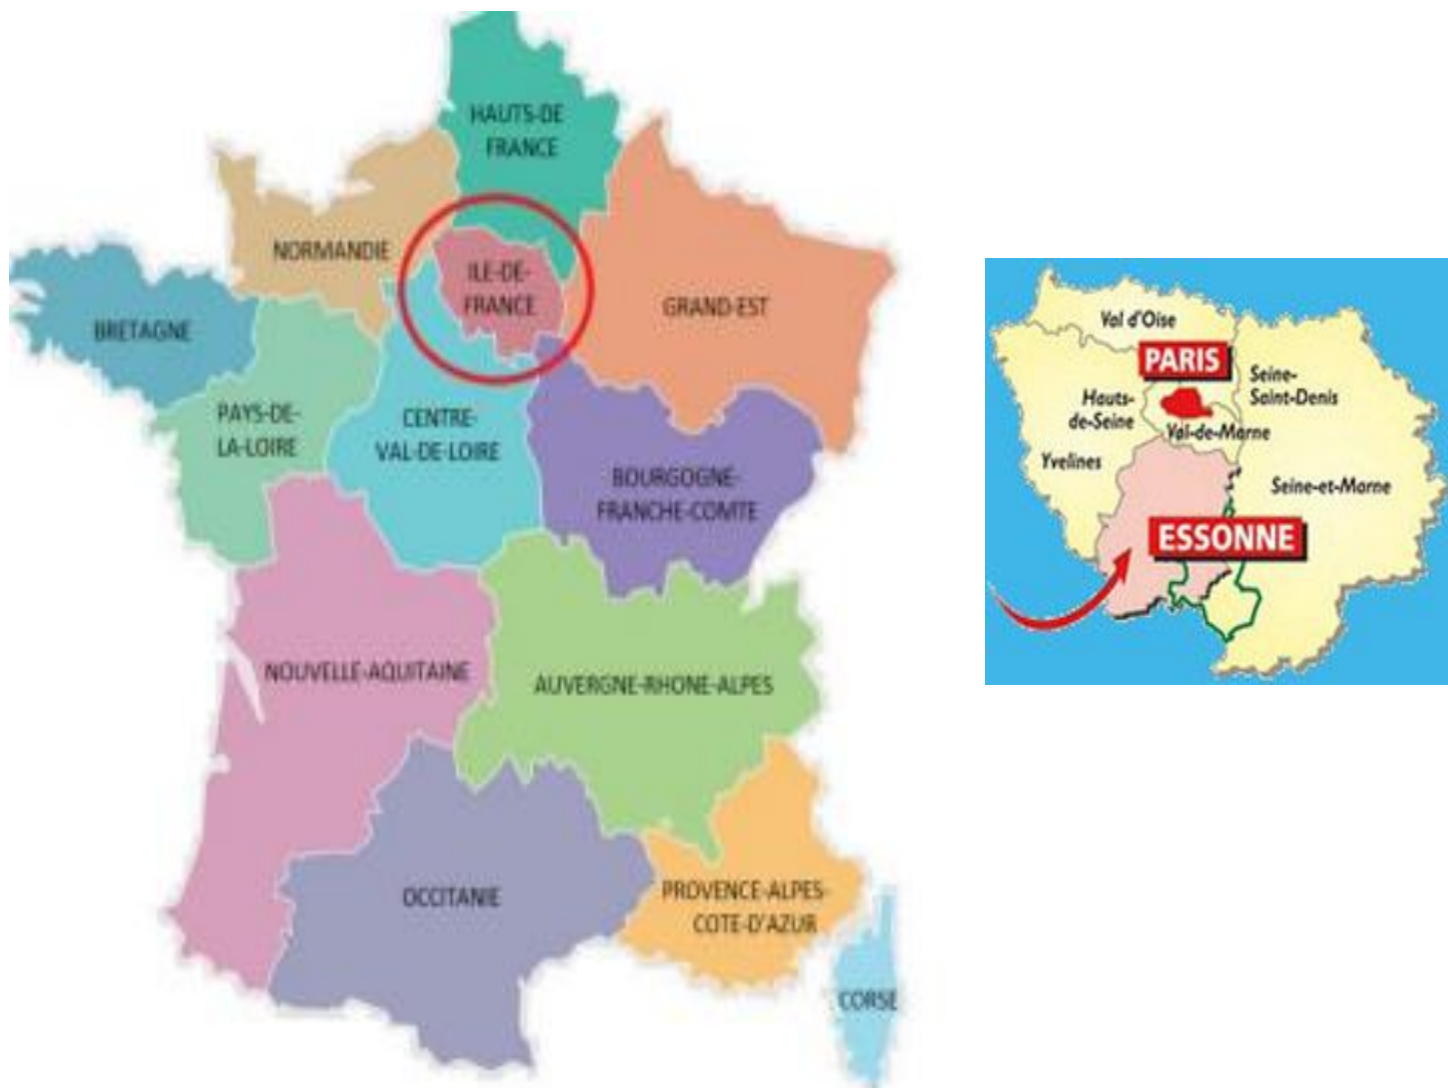 HAUTS-DE
FRANCE
NORMANDIE
ILE-DE-
FRANCE
GRAND-EST
BRETAGNE
PAYS-DE-
LA-LOIRE
CENTRE-
VAL-DE-LOIRE
BOURGOGNE-
FRANCHE-COMTE
NOUVELLE-AQUITAINE
AUVERGNE-RHONE-ALPES
OCCITANIE
PROVENCE-ALPES-
COTE-D'AZUR
CORSE
Val d'Oise
PARIS
Seine-
Saint-Denis
Hauts-
de-Seine
Val-de-Marne
Yvelines
Seine-et-Marne
ESSONNE